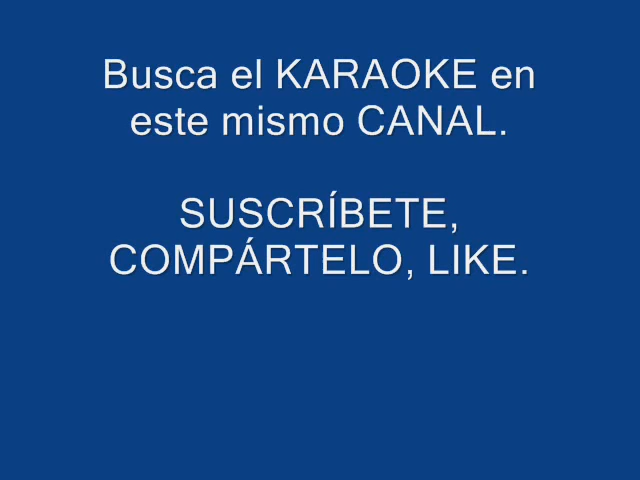 Busca el KARAOKE en
este mismo CANAL.
SUSCRÍBETE,
COMPÁRTELO, LIKE.